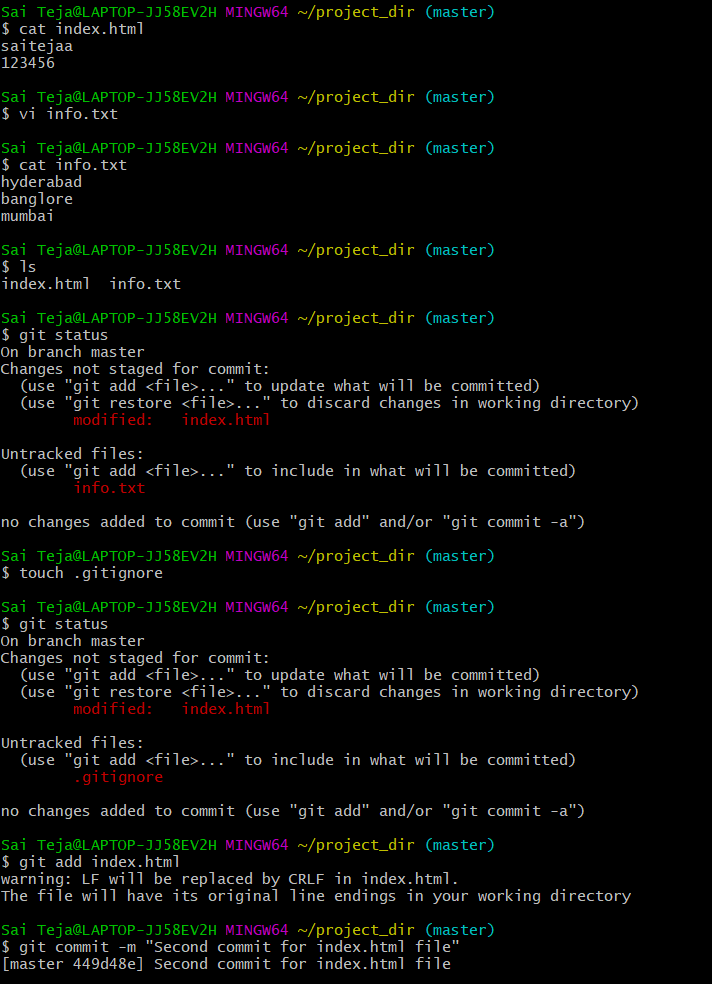 Sai Teja@LAPTOP-JJ58EV2H MINGW64 ~/project_dir (master)
$ cat index.html
saitejaa
123456
Sai Teja@LAPTOP-JJ58EV2H MINGW64 ~/project_dir (master)
$ vi info.txt
Sai Teja@LAPTOP-JJ58EV2H MINGW64 ~/project_dir (master)
$ cat info.txt
hyderabad
banglore
mumbai
Sai Teja@LAPTOP-JJ58EV2H MINGW64 ~/project_dir (master)
$ ls
index.html  info.txt
Sai Teja@LAPTOP-JJ58EV2H MINGW64 ~/project_dir (master)
$ git status
On branch master
Changes not staged for commit:
  (use "git add <file>..." to update what will be committed)
  (use "git restore <file>..." to discard changes in working directory)
        modified:   index.html
Untracked files:
  (use "git add <file>..." to include in what will be committed)
        info.txt
no changes added to commit (use "git add" and/or "git commit -a")
Sai Teja@LAPTOP-JJ58EV2H MINGW64 ~/project_dir (master)
$ touch .gitignore
Sai Teja@LAPTOP-JJ58EV2H MINGW64 ~/project_dir (master)
$ git status
On branch master
Changes not staged for commit:
  (use "git add <file>..." to update what will be committed)
  (use "git restore <file>..." to discard changes in working directory)
        modified:   index.html
Untracked files:
  (use "git add <file>..." to include in what will be committed)
        .gitignore
no changes added to commit (use "git add" and/or "git commit -a")
Sai Teja@LAPTOP-JJ58EV2H MINGW64 ~/project_dir (master)
$ git add index.html
warning: LF will be replaced by CRLF in index.html.
The file will have its original line endings in your working directory
Sai Teja@LAPTOP-JJ58EV2H MINGW64 ~/project_dir (master)
$ git commit -m "Second commit for index.html file"
[master 449d48e] Second commit for index.html file